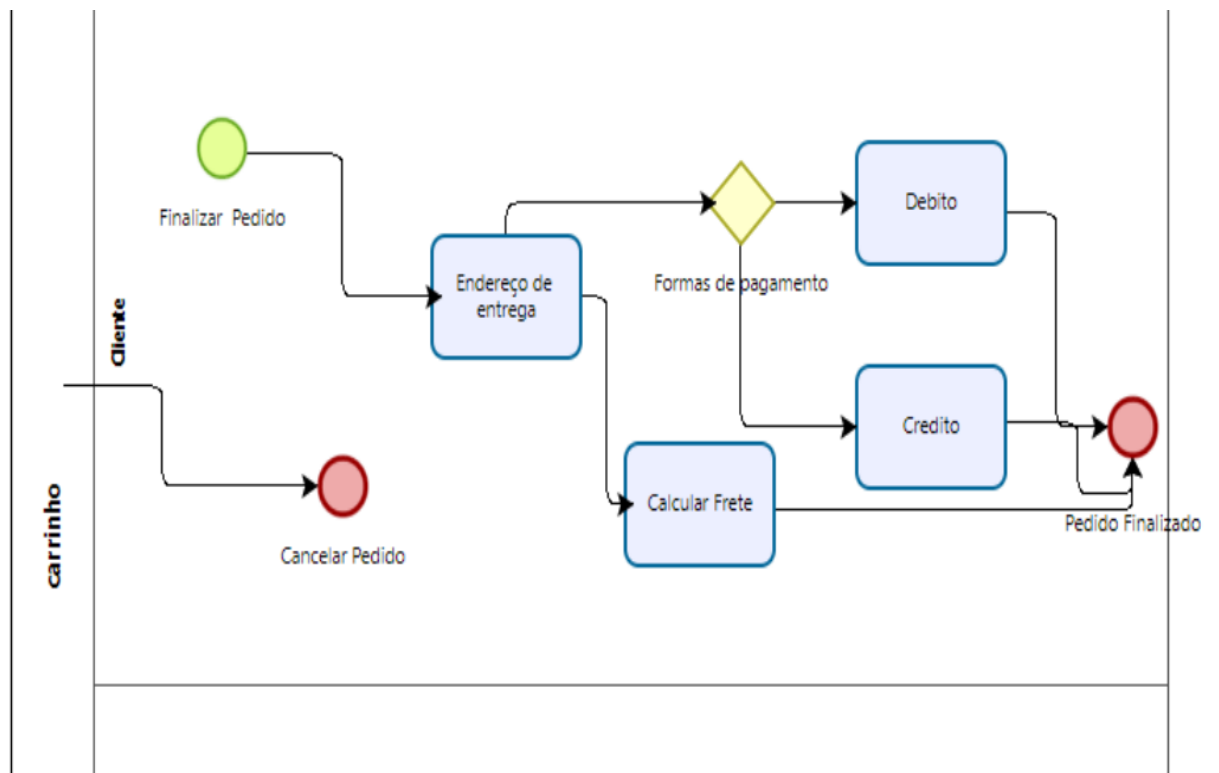 carrinho
Cliente
Finalizar Pedido
Endereço de
entrega
Formas de pagamento
Debito
Credito
Calcular Frete
Pedido Finalizado
Cancelar Pedido